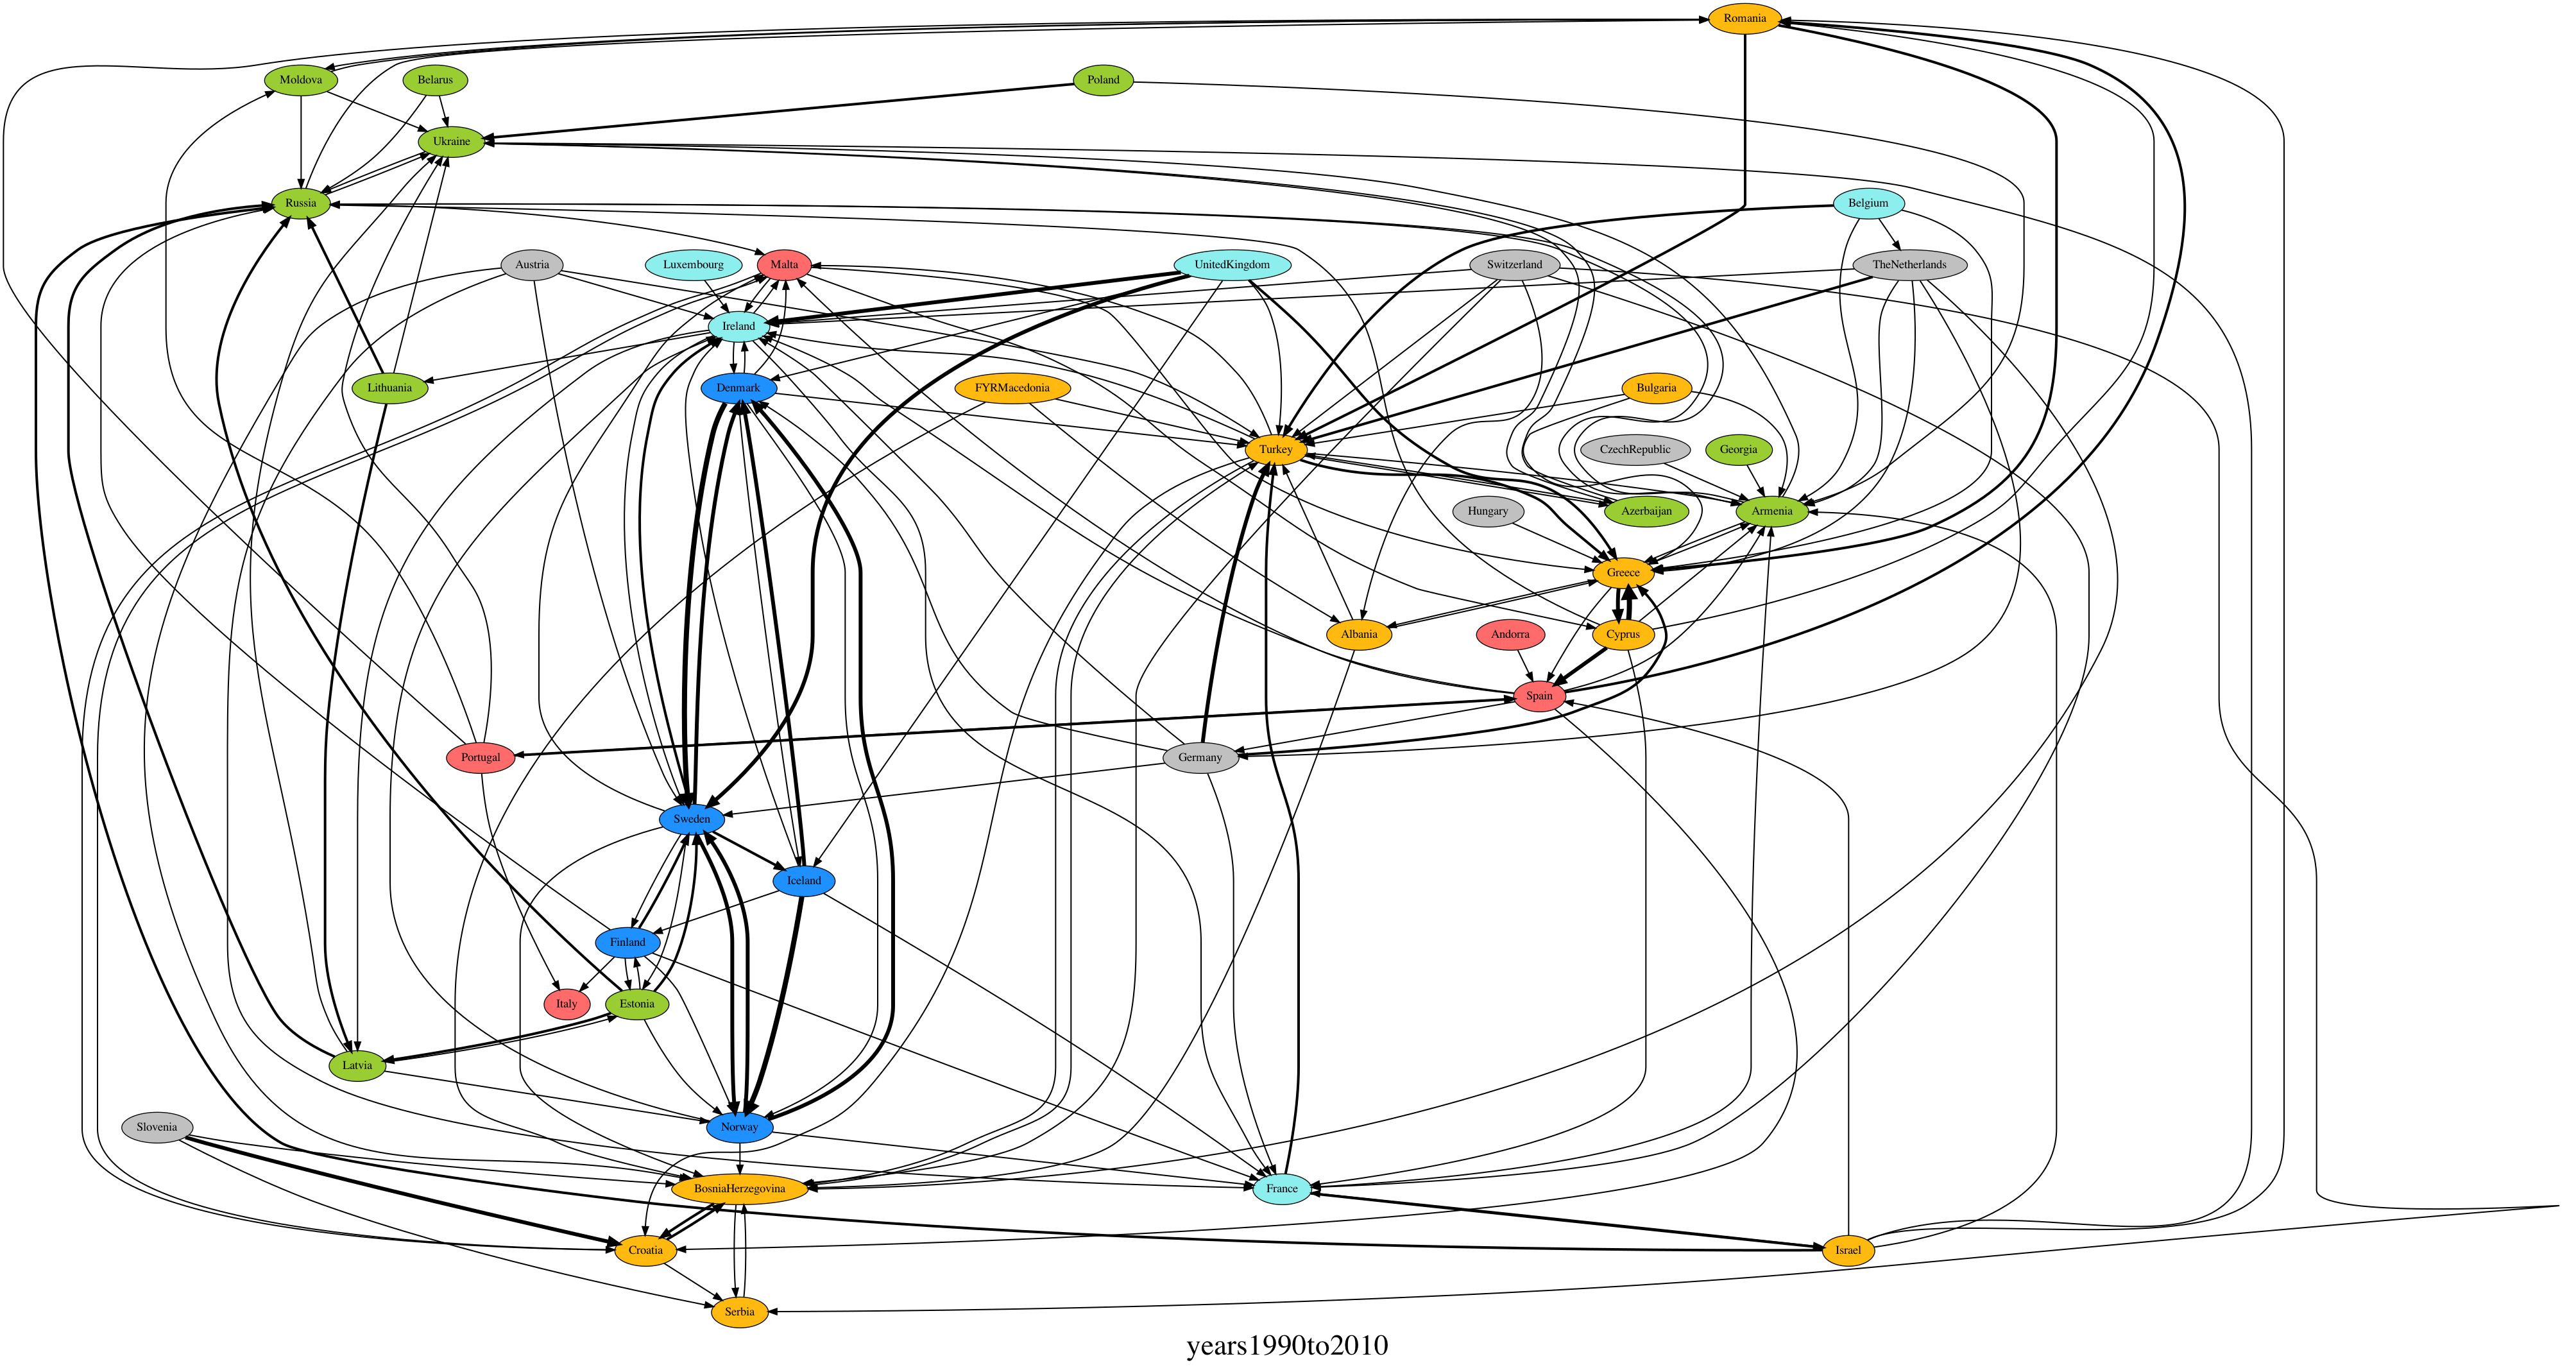 Romania
Moldova
Belarus
Poland
Ukraine
Russia
Belgium
Austria
Luxembourg
Malta
UnitedKingdom
Switzerland
TheNetherlands
Ireland
Lithuania
Denmark
FYRMacedonia
Bulgaria
Turkey
CzechRepublic
Georgia
Hungary
Azerbaijan
Armenia
Greece
Albania
Andorra
Cyprus
Spain
Portugal
Germany
Sweden
Iceland
Finland
Italy
Estonia
Latvia
Slovenia
Norway
BosniaHerzegovina
France
Croatia
Israel
Serbia
years1990to2010